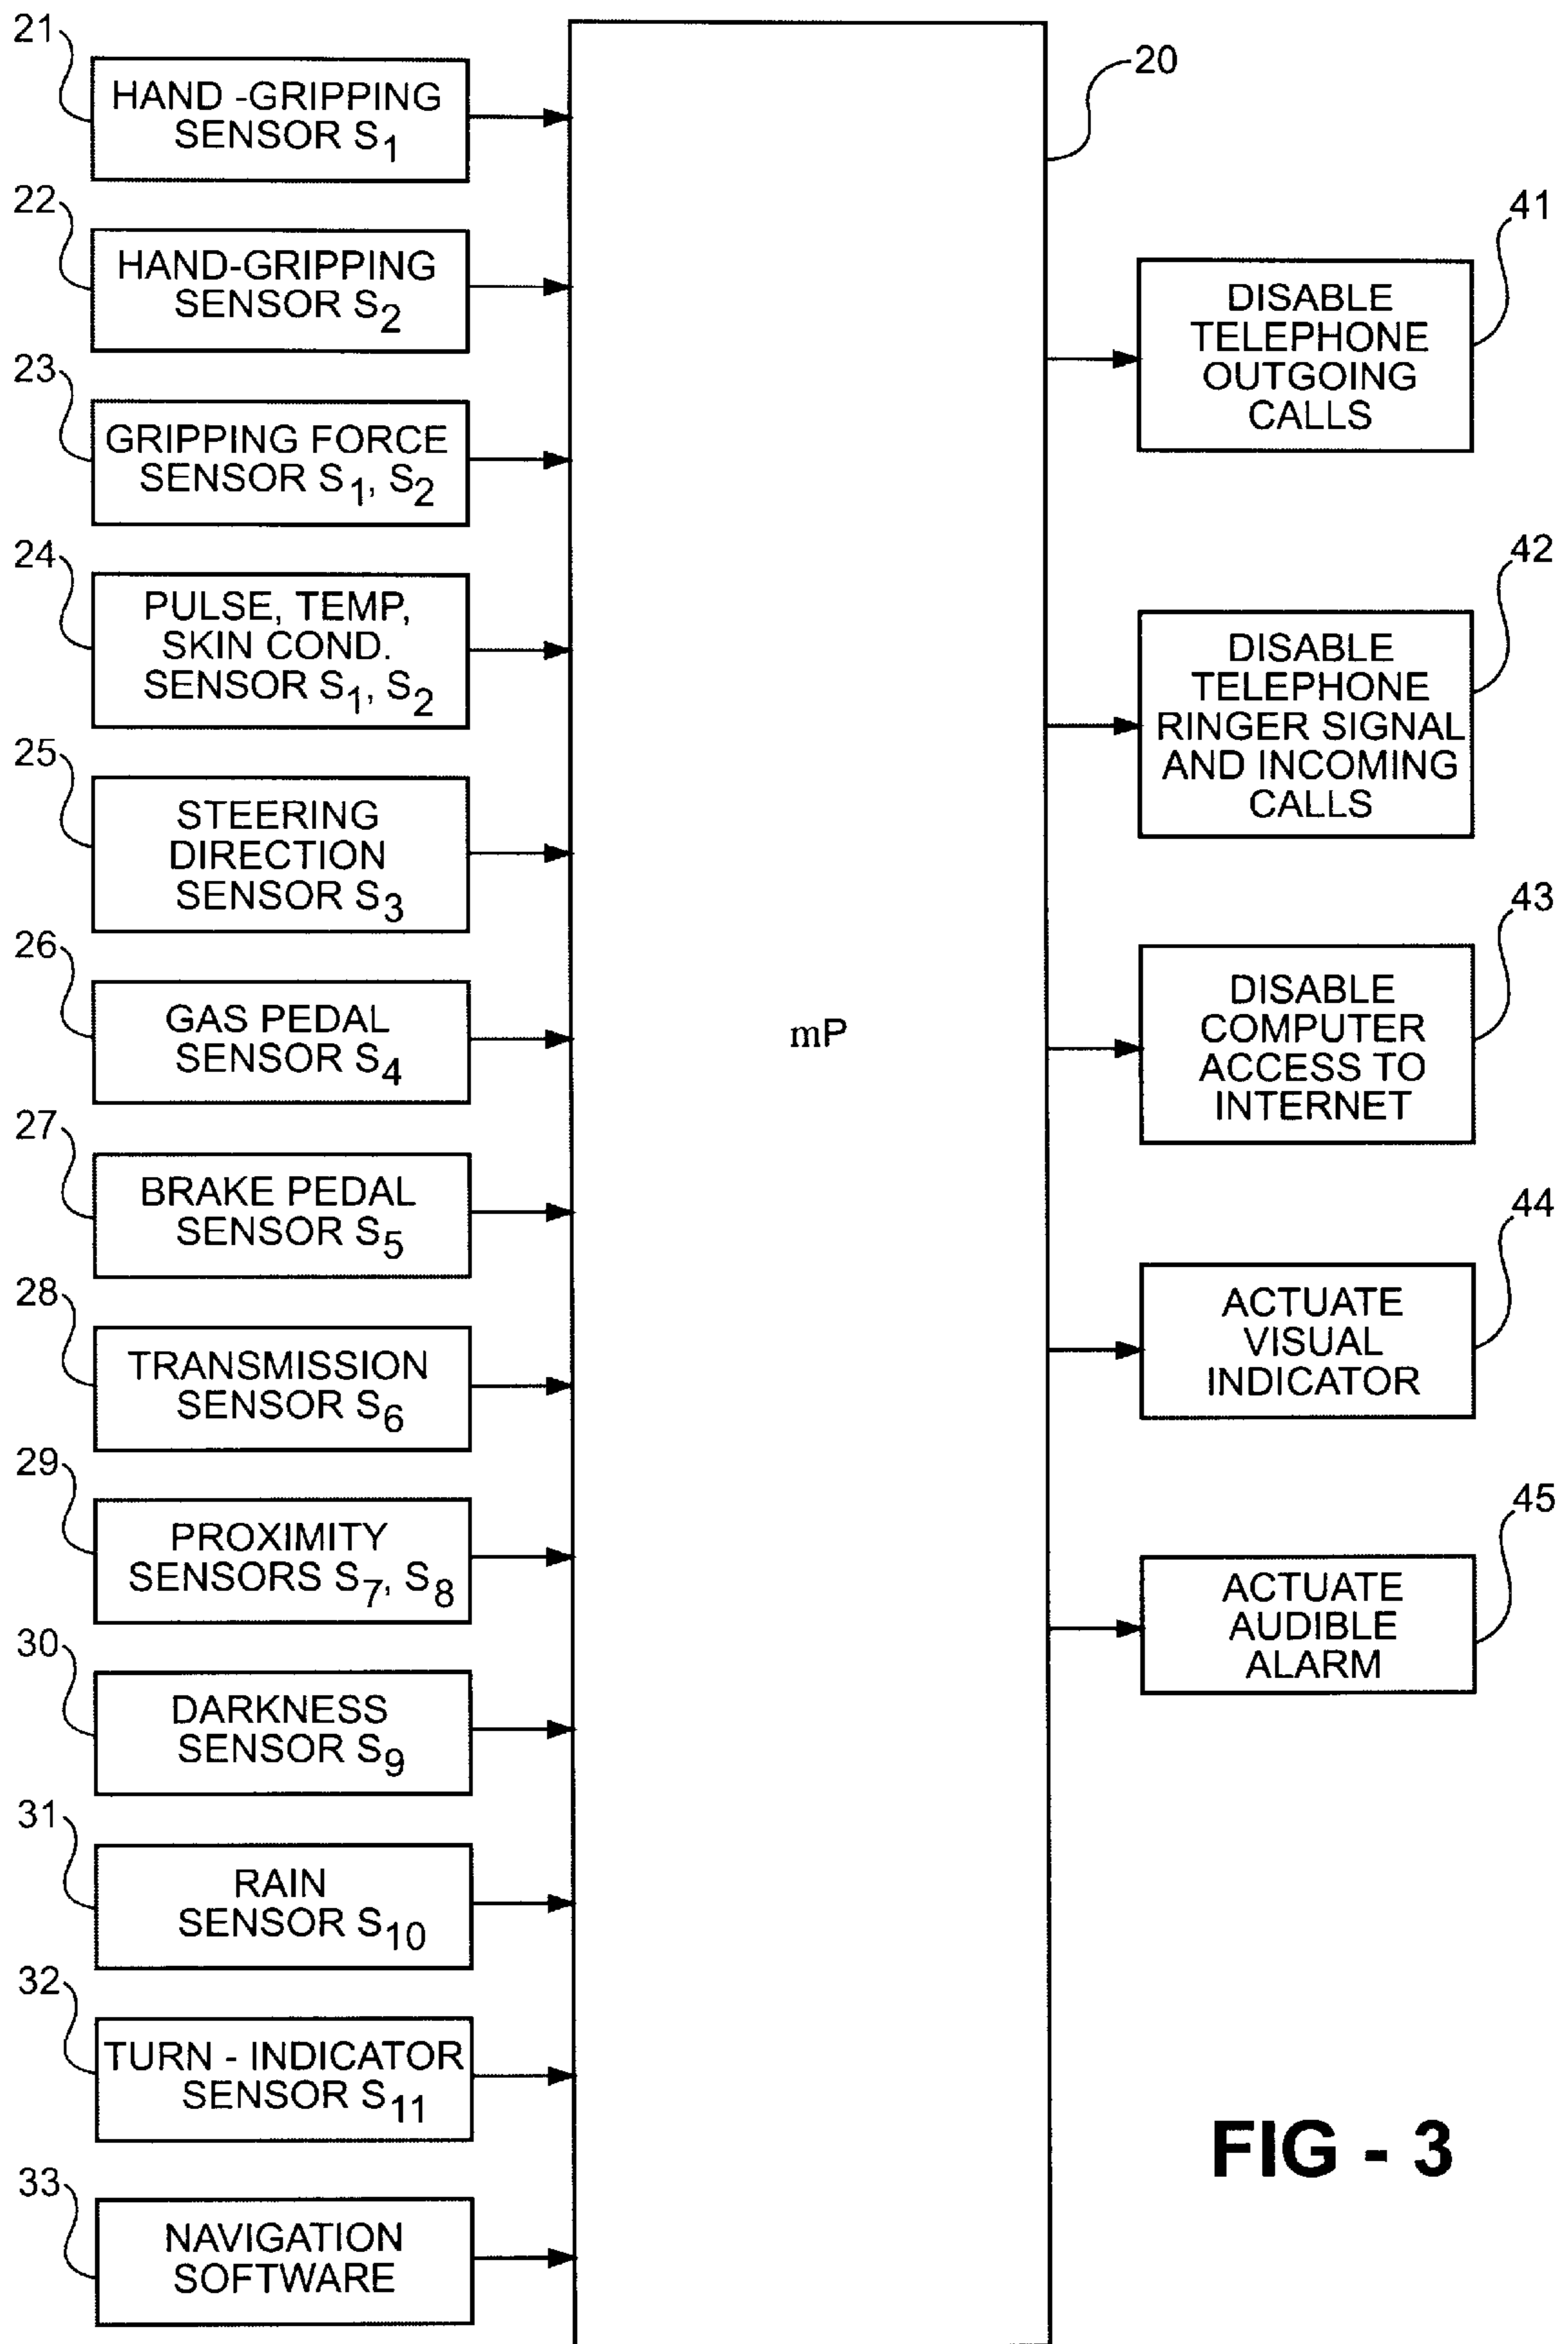 21
HAND -GRIPPING
SENSOR S1
22
HAND-GRIPPING
SENSOR S2
23
GRIPPING FORCE
SENSOR S1, S2
24
PULSE, TEMP,
SKIN COND.
SENSOR S1, S2
25
STEERING
DIRECTION
SENSOR S3
26
GAS PEDAL
SENSOR S4
27
BRAKE PEDAL
SENSOR S5
28
TRANSMISSION
SENSOR S6
29
PROXIMITY
SENSORS S7, S8
30
DARKNESS
SENSOR S9
31
RAIN
SENSOR S10
32
TURN - INDICATOR
SENSOR S11
33
NAVIGATION
SOFTWARE
20
mP
41
DISABLE
TELEPHONE
OUTGOING
CALLS
42
DISABLE
TELEPHONE
RINGER SIGNAL
AND INCOMING
CALLS
43
DISABLE
COMPUTER
ACCESS TO
INTERNET
44
ACTUATE
VISUAL
INDICATOR
45
ACTUATE
AUDIBLE
ALARM
FIG - 3